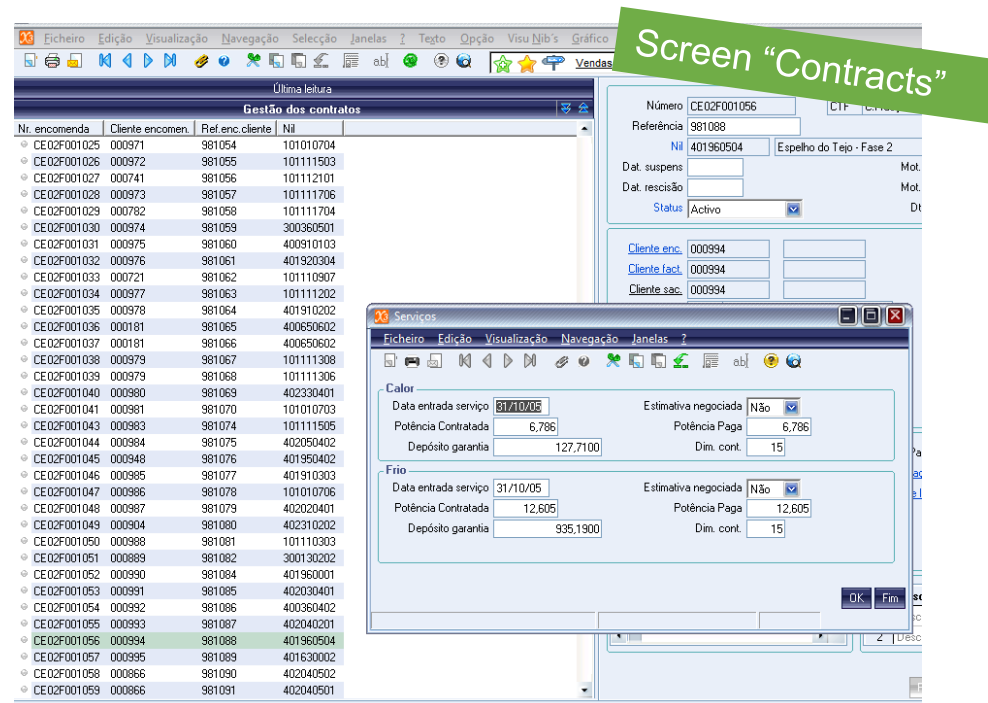 Screen “Contracts”
Ficheiro Edição Visualização Navegação Selecção Janelas ? Texto Opção Visu Nib´s Gráfico
ab Vendas
Última leitura
Gestão dos contratos
Nr. encomenda Cliente encomen. Ref.enc.cliente Nil
CE02F001025 000971 981054 101010704
CE02F001026 000972 981055 101111503
CE02F001027 000741 981056 101112101
CE02F001028 000973 981057 101111706
CE02F001029 000782 981058 101111704
CE02F001030 000974 981059 300360501
CE02F001031 000975 981060 400910103
CE02F001032 000976 981061 401920304
CE02F001033 000721 981062 101110907
CE02F001034 000977 981063 101111202
CE02F001035 000978 981064 401910202
CE02F001036 000181 981065 400650602
CE02F001037 000181 981066 400650602
CE02F001038 000979 981067 101111308
CE02F001039 000979 981068 101111306
CE02F001040 000980 981069 402330401
CE02F001041 000981 981070 101010703
CE02F001043 000983 981074 101111505
CE02F001044 000984 981075 402050402
CE02F001045 000948 981076 401950402
CE02F001046 000985 981077 401910303
CE02F001047 000986 981078 101010706
CE02F001048 000987 981079 402020401
CE02F001049 000904 981080 402310202
CE02F001050 000988 981081 101110303
CE02F001051 000889 981082 300130202
CE02F001052 000990 981084 401960001
CE02F001053 000991 981085 402030401
CE02F001054 000992 981086 400360402
CE02F001055 000993 981087 402040201
CE02F001056 000994 981088 401960504
CE02F001057 000995 981089 401630002
CE02F001058 000866 981090 402040502
CE02F001059 000866 981091 402040501
Número CE02F001056 CTF
Referência 981088
Nil 401960504 Espelho do Tejo - Fase 2
Dat. suspens Mot.
Dat. rescisão Mot.
Status Activo Dt
Cliente enc. 000994
Cliente fact. 000994
Cliente sac. 000994
Serviços
Ficheiro Edição Visualização Navegação Janelas ?
ab
Calor
Data entrada serviço 31/10/05 Estimativa negociada Não
Potência Contratada 6,786 Potência Paga 6,786
Depósito garantia 127,7100 Dim. cont. 15
Frio
Data entrada serviço 31/10/05 Estimativa negociada Não
Potência Contratada 12,605 Potência Paga 12,605
Depósito garantia 935,1900 Dim. cont. 15
OK Fim
2 Desc